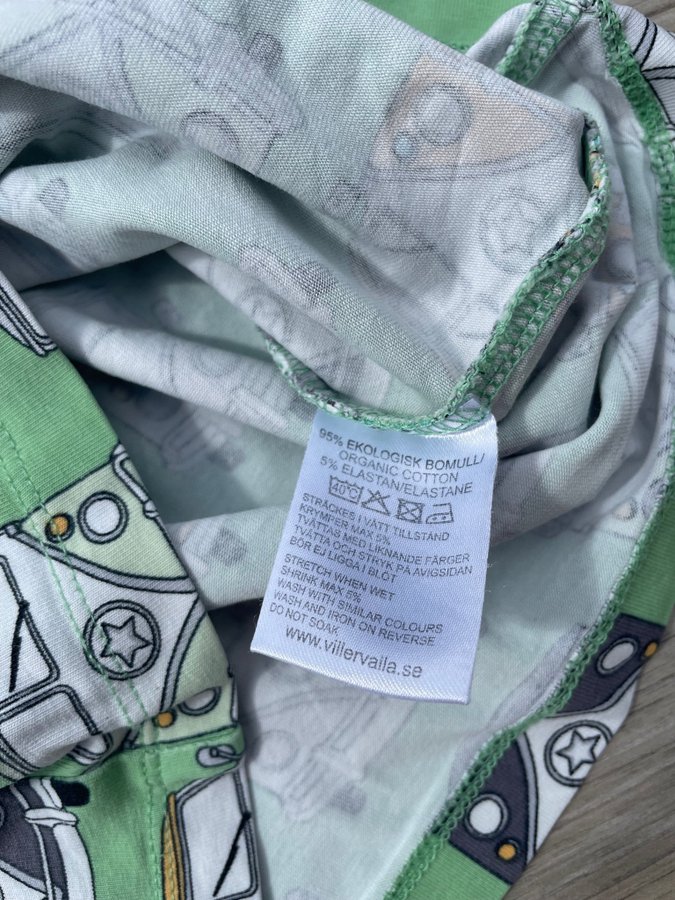 95% EKOLOGISK BOMULL/
ORGANIC COTTON
5% ELASTAN/ELASTANE
40°
STRÄCKES I VÅTT TILLSTÅND
KRYMPER MAX 5%
TVÄTTAS MED LIKNANDE FÄRGER
TVÄTTA OCH STRYK PÅ AVIGSIDAN
BÖR EJ LIGGA I BLÖT
STRETCH WHEN WET
SHRINK MAX 5%
WASH WITH SIMILAR COLOURS
WASH AND IRON ON REVERSE
DO NOT SOAK
www.villervalla.se